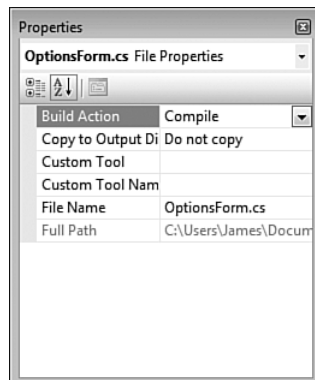 Properties
OptionsForm.cs File Properties
Build Action Compile
Copy to Output Di Do not copy
Custom Tool
Custom Tool Nam
File Name OptionsForm.cs
Full Path C:\Users\James\Docum